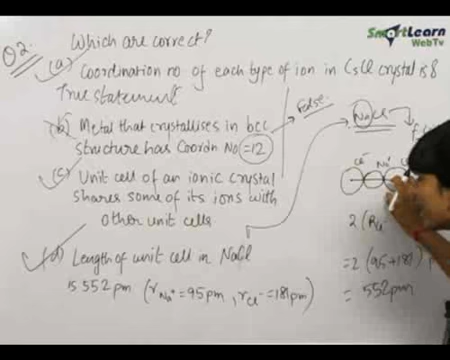 SmartLearn
WebTv
Q2. Which are correct?
(a) Coordination no of each type of ion in CsCl crystal is 8
True statement
(b) Metal that crystallises in bcc
structure has Coordn No = 12
False
(c) Unit cell of an ionic crystal
shares some of its ions with
other unit cells
(d) Length of unit cell in NaCl
is 552 pm (rNa+ = 95pm, rCl- = 181pm)
NaCl
Cl- Na+
2 (
= 2 (95+181)
= 552pm